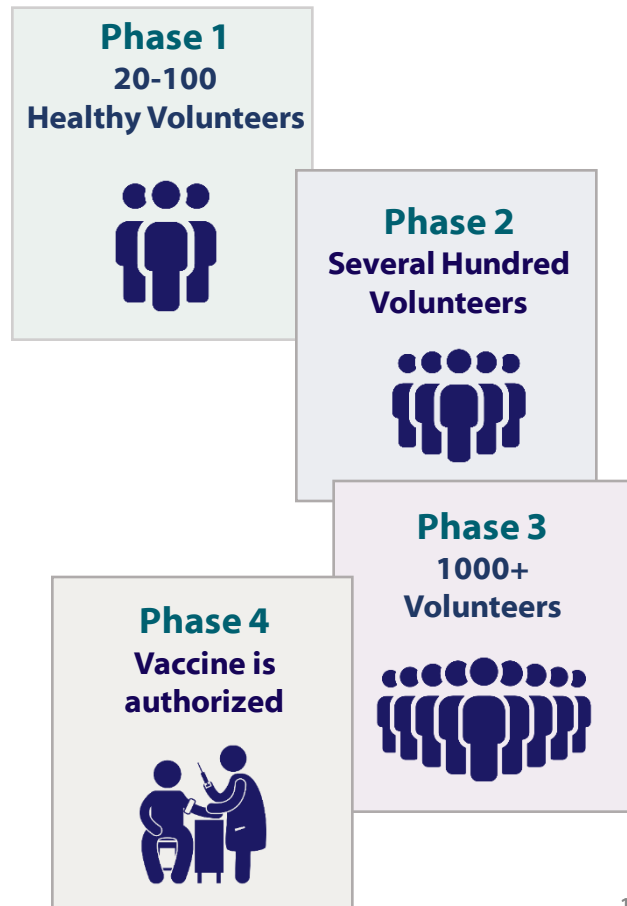 Phase 1
20-100
Healthy Volunteers
Phase 2
Several Hundred
Volunteers
Phase 3
1000+
Volunteers
Phase 4
Vaccine is
authorized
1